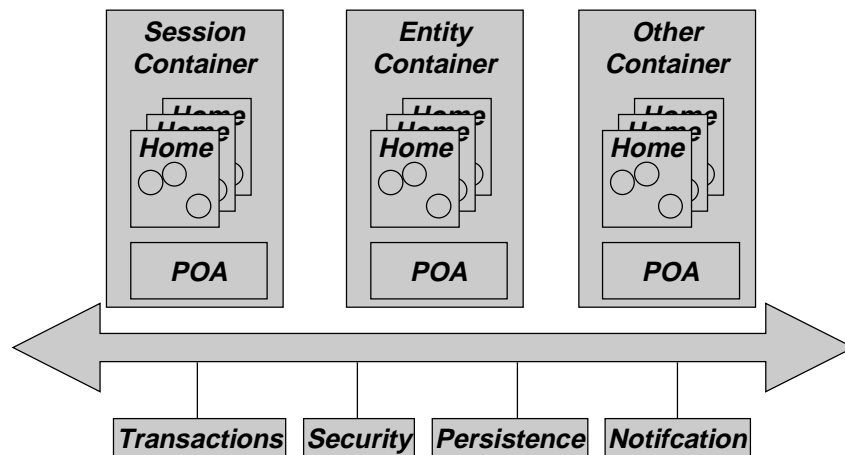 Session
Container
Entity
Container
Other
Container
Home
Home
Home
Home
Home
Home
Home
Home
Home
POA
POA
POA
Transactions
Security
Persistence
Notifcation